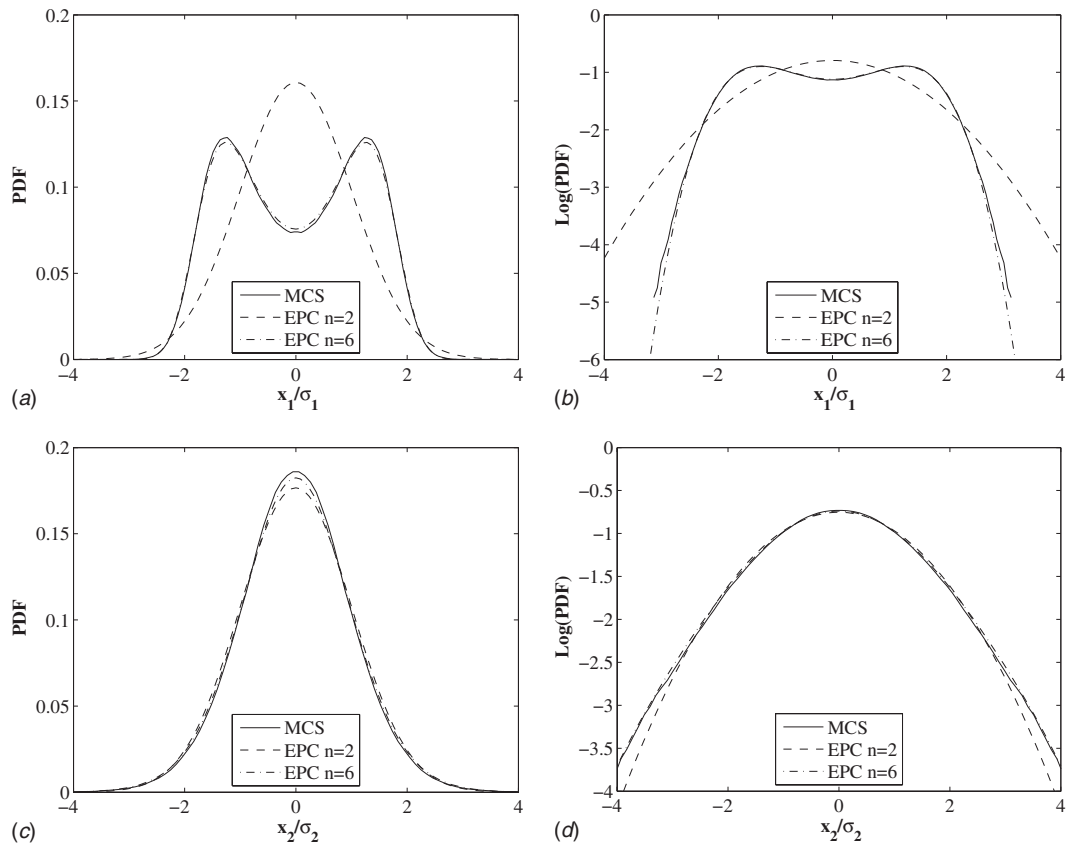 0.2
0.15
0.1
0.05
0
PDF
MCS
EPC n=2
EPC n=6
−4
−2
0
2
4
x1/σ1
(a)
0
−1
−2
−3
−4
−5
−6
Log(PDF)
MCS
EPC n=2
EPC n=6
−4
−2
0
2
4
x1/σ1
(b)
0.2
0.15
0.1
0.05
0
PDF
MCS
EPC n=2
EPC n=6
−4
−2
0
2
4
x2/σ2
(c)
0
−0.5
−1
−1.5
−2
−2.5
−3
−3.5
−4
Log(PDF)
MCS
EPC n=2
EPC n=6
−4
−2
0
2
4
x2/σ2
(d)